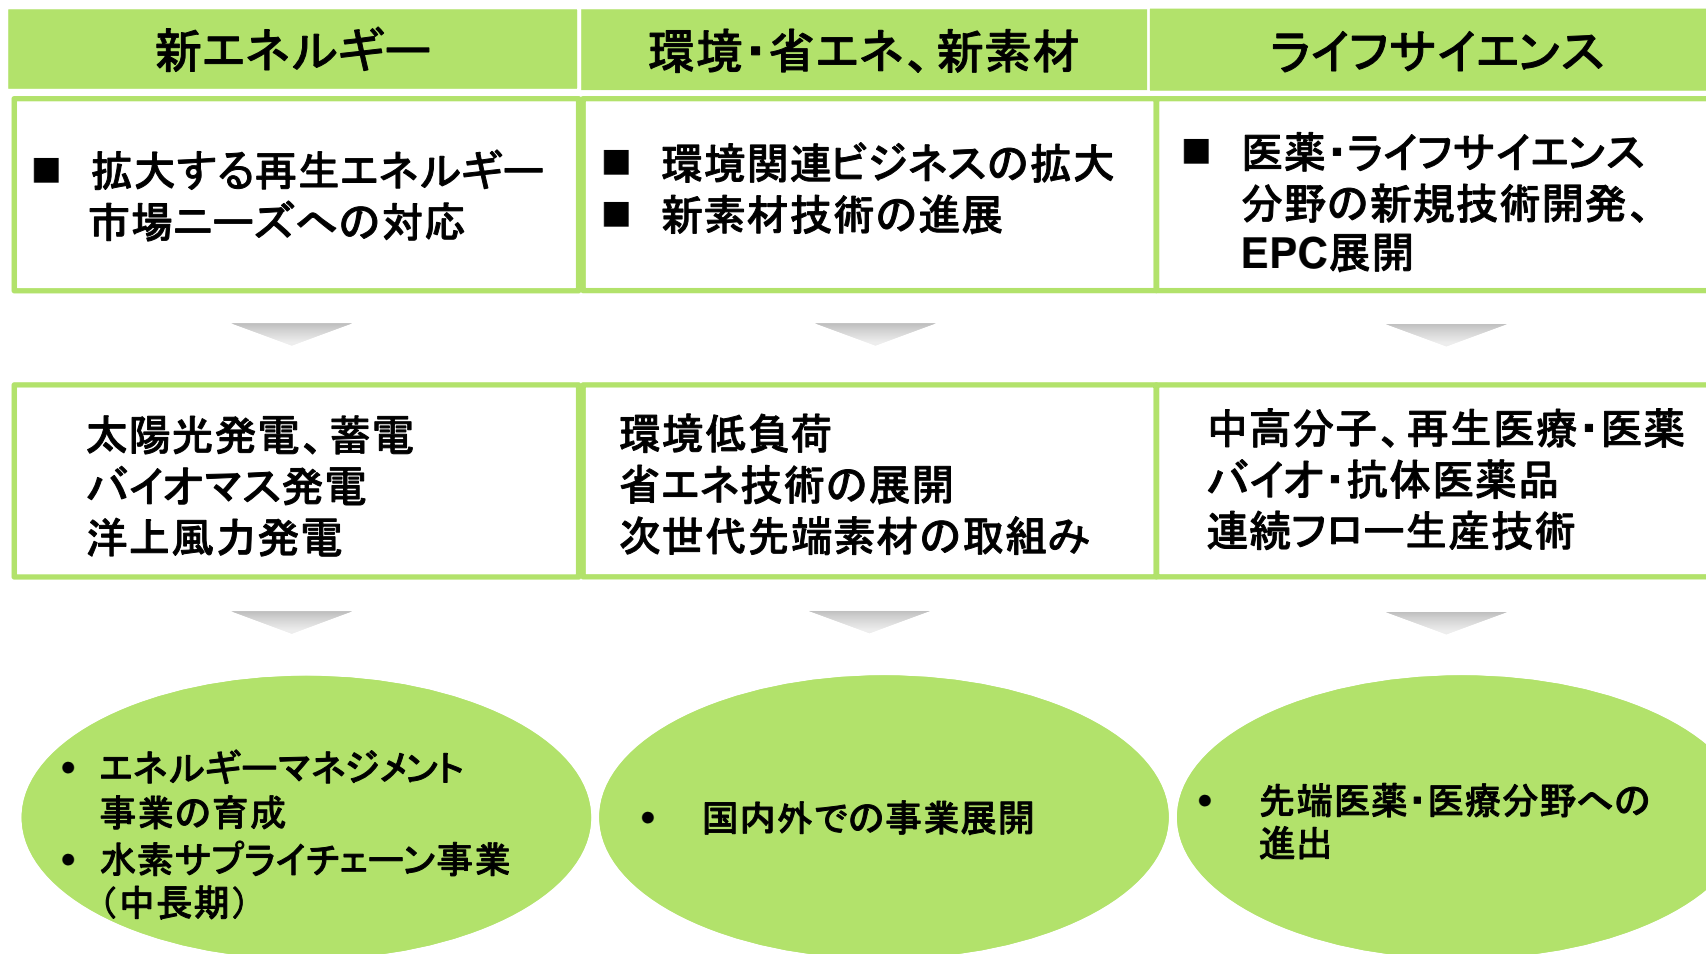 新エネルギー
環境・省エネ、新素材
ライフサイエンス
■ 拡大する再生エネルギー
市場ニーズへの対応
■ 環境関連ビジネスの拡大
■ 新素材技術の進展
■ 医薬・ライフサイエンス
分野の新規技術開発、
EPC展開
太陽光発電、蓄電
バイオマス発電
洋上風力発電
環境低負荷
省エネ技術の展開
次世代先端素材の取組み
中高分子、再生医療・医薬
バイオ・抗体医薬品
連続フロー生産技術
• エネルギーマネジメント
事業の育成
• 水素サプライチェーン事業
（中長期）
• 国内外での事業展開
• 先端医薬・医療分野への
進出